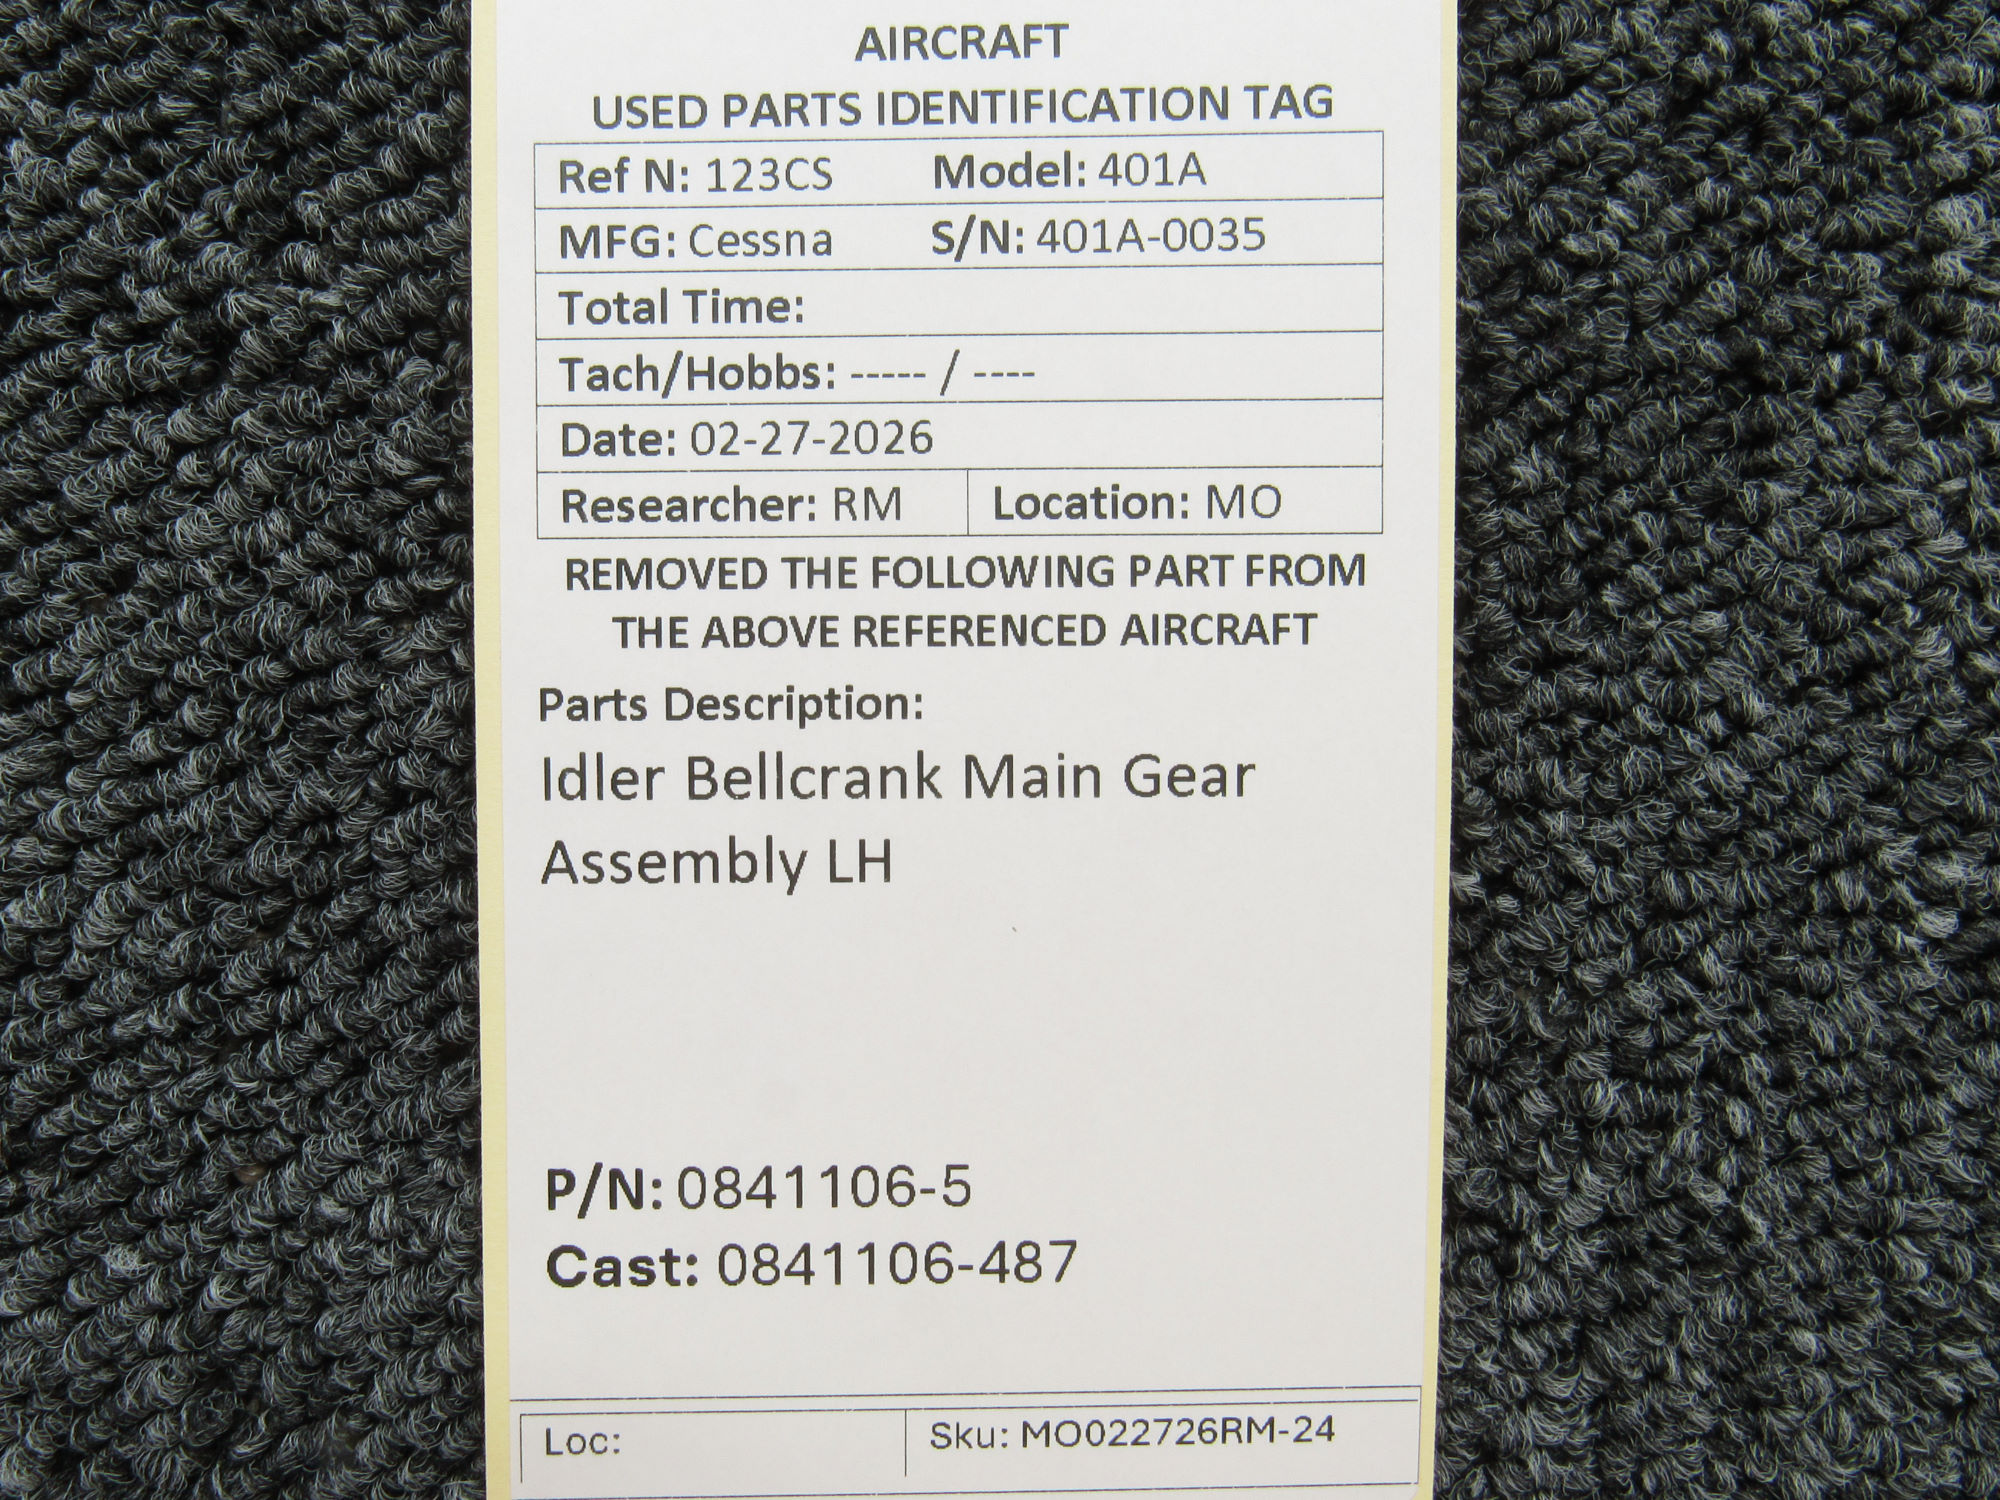 AIRCRAFT
USED PARTS IDENTIFICATION TAG
Ref N: 123CS Model: 401A
MFG: Cessna S/N: 401A-0035
Total Time:
Tach/Hobbs: ----- / ----
Date: 02-27-2026
Researcher: RM Location: MO
REMOVED THE FOLLOWING PART FROM
THE ABOVE REFERENCED AIRCRAFT
Parts Description:
Idler Bellcrank Main Gear
Assembly LH
P/N: 0841106-5
Cast: 0841106-487
Loc: Sku: MO022726RM-24